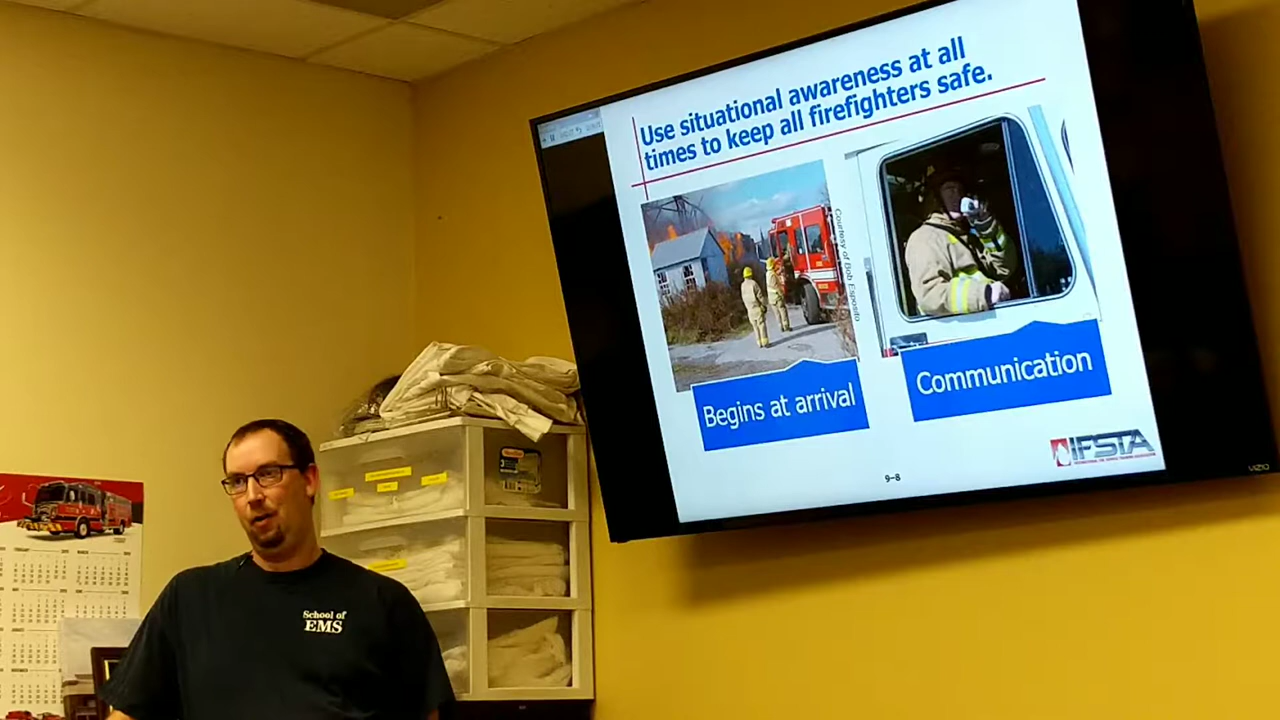 Use situational awareness at all
times to keep all firefighters safe.
Courtesy of Bob Esposito
Begins at arrival
Communication
IFSTA
9-8
VIZIO
School of
EMS